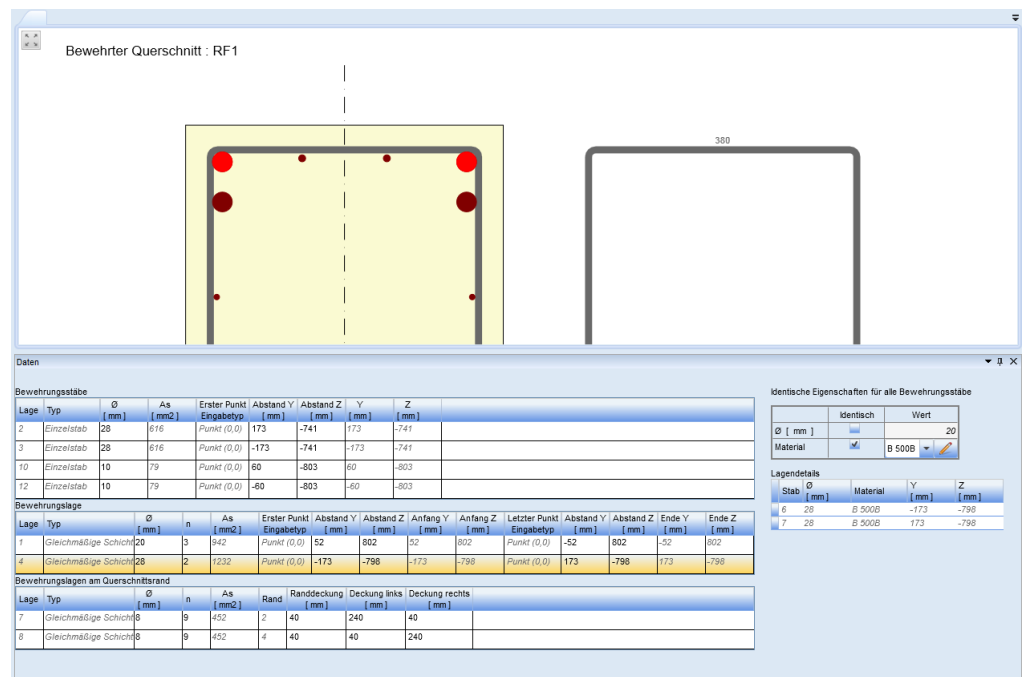 Bewehrter Querschnitt : RF1
380
Daten
Bewehrungsstäbe
Lage Typ Ø [ mm ] As [ mm2 ] Erster Punkt Eingabetyp Abstand Y [ mm ] Abstand Z [ mm ] Y [ mm ] Z [ mm ]
2 Einzelstab 28 616 Punkt (0,0) 173 -741 173 -741
3 Einzelstab 28 616 Punkt (0,0) -173 -741 -173 -741
10 Einzelstab 10 79 Punkt (0,0) 60 -803 60 -803
12 Einzelstab 10 79 Punkt (0,0) -60 -803 -60 -803
Bewehrungslage
Lage Typ Ø [ mm ] n As [ mm2 ] Erster Punkt Eingabetyp Abstand Y [ mm ] Abstand Z [ mm ] Anfang Y [ mm ] Anfang Z [ mm ] Letzter Punkt Eingabetyp Abstand Y [ mm ] Abstand Z [ mm ] Ende Y [ mm ] Ende Z [ mm ]
1 Gleichmäßige Schicht 20 3 942 Punkt (0,0) 52 802 52 802 Punkt (0,0) -52 802 -52 802
4 Gleichmäßige Schicht 28 2 1232 Punkt (0,0) -173 -798 -173 -798 Punkt (0,0) 173 -798 173 -798
Bewehrungslagen am Querschnittsrand
Lage Typ Ø [ mm ] n As [ mm2 ] Rand Randdeckung [ mm ] Deckung links [ mm ] Deckung rechts [ mm ]
7 Gleichmäßige Schicht 8 9 452 2 40 240 40
8 Gleichmäßige Schicht 8 9 452 4 40 40 240
Identische Eigenschaften für alle Bewehrungsstäbe
Identisch Wert
Ø [ mm ] 20
Material B 500B
Lagendetails
Stab Ø [ mm ] Material Y [ mm ] Z [ mm ]
6 28 B 500B -173 -798
7 28 B 500B 173 -798